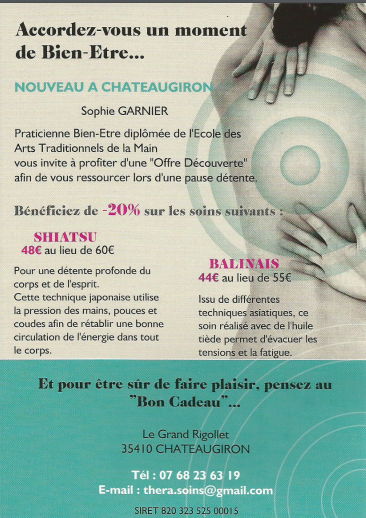 Accordez-vous un moment
de Bien-Etre...
NOUVEAU A CHATEAUGIRON
Sophie GARNIER
Praticienne Bien-Etre diplômée de l'Ecole des
Arts Traditionnels de la Main
vous invite à profiter d'une "Offre Découverte"
afin de vous ressourcer lors d'une pause détente.
Bénéficiez de -20% sur les soins suivants :
SHIATSU
48€ au lieu de 60€
Pour une détente profonde du
corps et de l'esprit.
Cette technique japonaise utilise
la pression des mains, pouces et
coudes afin de rétablir une bonne
circulation de l'énergie dans tout
le corps.
BALINAIS
44€ au lieu de 55€
Issu de différentes
techniques asiatiques, ce
soin réalisé avec de l'huile
tiède permet d'évacuer les
tensions et la fatigue.
Et pour être sûr de faire plaisir, pensez au
"Bon Cadeau"...
Le Grand Rigollet
35410 CHATEAUGIRON
Tél : 07 68 23 63 19
E-mail : thera.soins@gmail.com
SIRET 820 323 525 00015